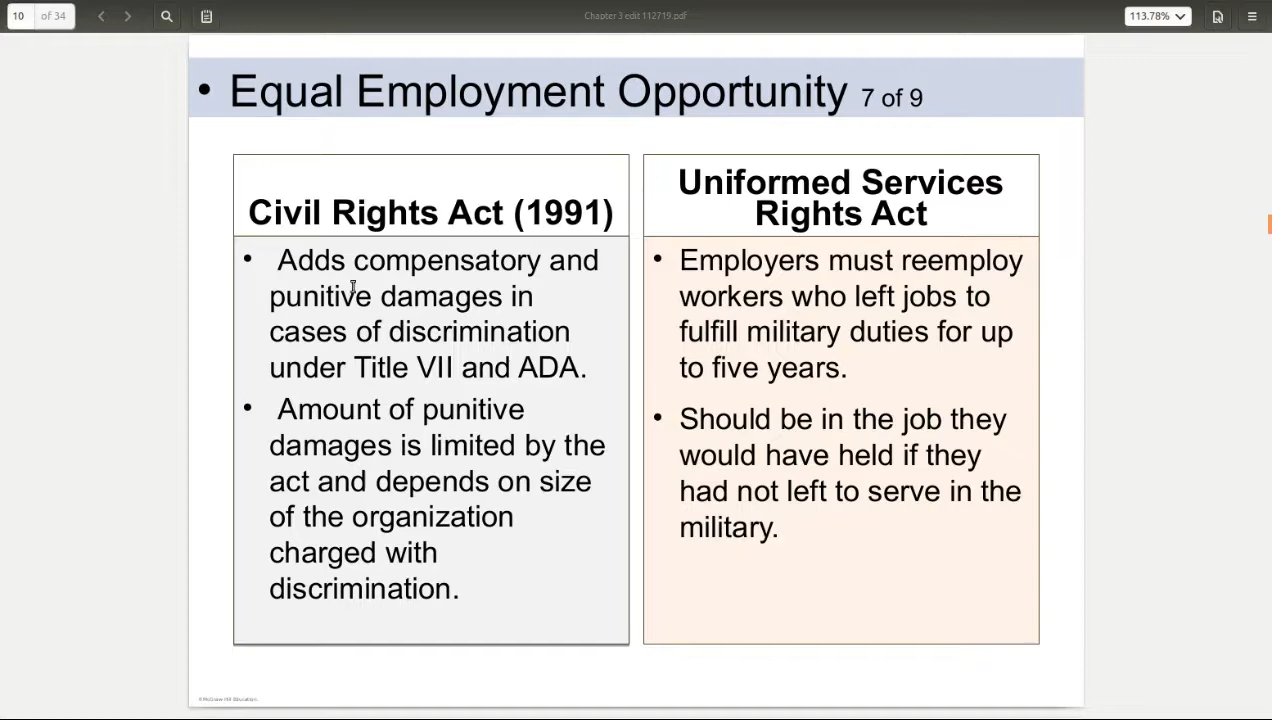 10 of 34
Chapter 3 edit 112719.pdf
113.78%
• Equal Employment Opportunity 7 of 9
Civil Rights Act (1991)
• Adds compensatory and
punitive damages in
cases of discrimination
under Title VII and ADA.
• Amount of punitive
damages is limited by the
act and depends on size
of the organization
charged with
discrimination.
Uniformed Services
Rights Act
• Employers must reemploy
workers who left jobs to
fulfill military duties for up
to five years.
• Should be in the job they
would have held if they
had not left to serve in the
military.
©McGraw-Hill Education.